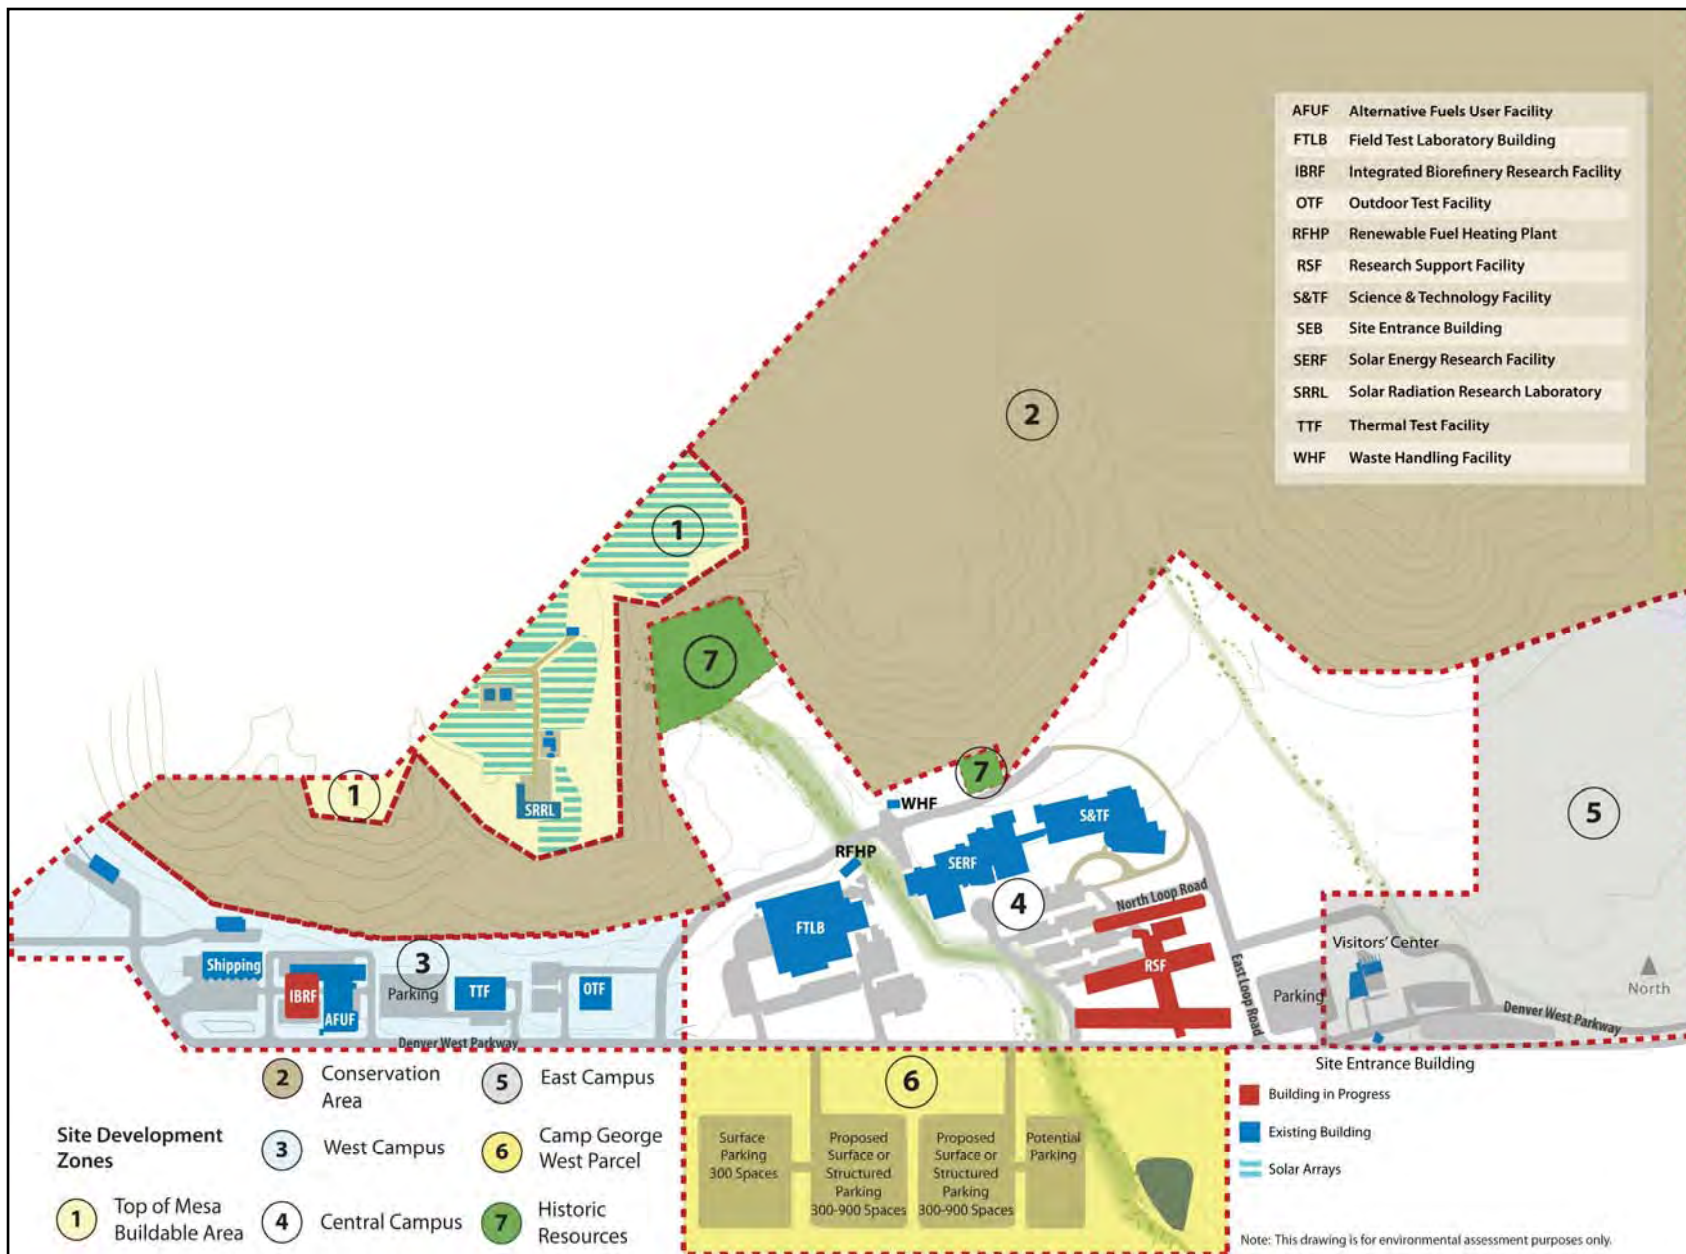 AFUF Alternative Fuels User Facility
FTLB Field Test Laboratory Building
IBRF Integrated Biorefinery Research Facility
OTF Outdoor Test Facility
RFHP Renewable Fuel Heating Plant
RSF Research Support Facility
S&TF Science & Technology Facility
SEB Site Entrance Building
SERF Solar Energy Research Facility
SRRL Solar Radiation Research Laboratory
TTF Thermal Test Facility
WHF Waste Handling Facility
2
1
7
7
1
SRRL
WHF
S&TF
RFHP
SERF
5
4
North Loop Road
FTLB
Visitors' Center
3
Shipping
RSF
East Loop Road
IBRF
Parking
TTF
OTF
Parking
North
AFUF
Denver West Parkway
Denver West Parkway
Site Entrance Building
6
Surface
Parking
300 Spaces
Proposed
Surface or
Structured
Parking
300-900 Spaces
Proposed
Surface or
Structured
Parking
300-900 Spaces
Potential
Parking
Site Development
Zones
1 Top of Mesa
Buildable Area
2 Conservation
Area
3 West Campus
4 Central Campus
5 East Campus
6 Camp George
West Parcel
7 Historic
Resources
Building in Progress
Existing Building
Solar Arrays
Note: This drawing is for environmental assessment purposes only.